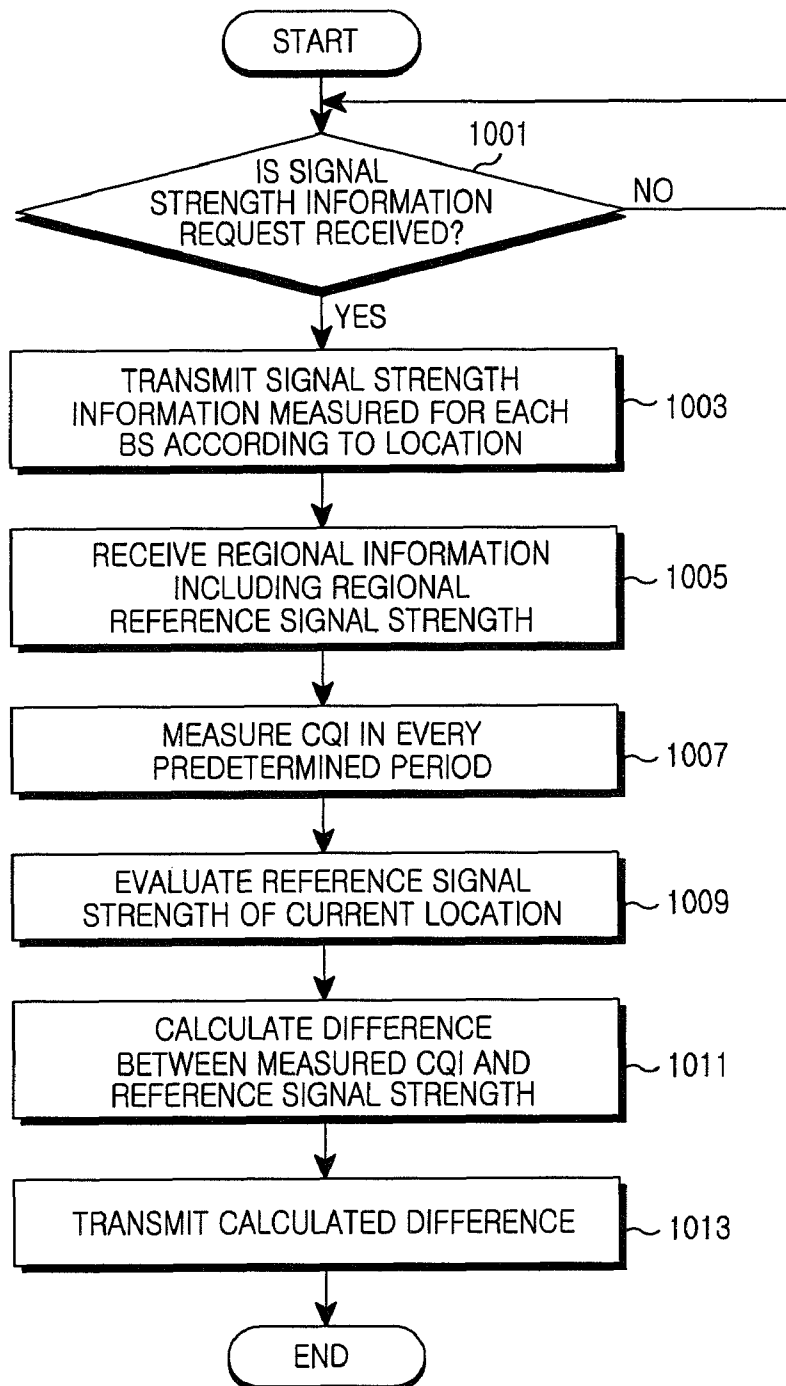 START
1001
IS SIGNAL
STRENGTH INFORMATION
REQUEST RECEIVED?
NO
YES
TRANSMIT SIGNAL STRENGTH
INFORMATION MEASURED FOR EACH
BS ACCORDING TO LOCATION
1003
RECEIVE REGIONAL INFORMATION
INCLUDING REGIONAL
REFERENCE SIGNAL STRENGTH
1005
MEASURE CQI IN EVERY
PREDETERMINED PERIOD
1007
EVALUATE REFERENCE SIGNAL
STRENGTH OF CURRENT LOCATION
1009
CALCULATE DIFFERENCE
BETWEEN MEASURED CQI AND
REFERENCE SIGNAL STRENGTH
1011
TRANSMIT CALCULATED DIFFERENCE
1013
END